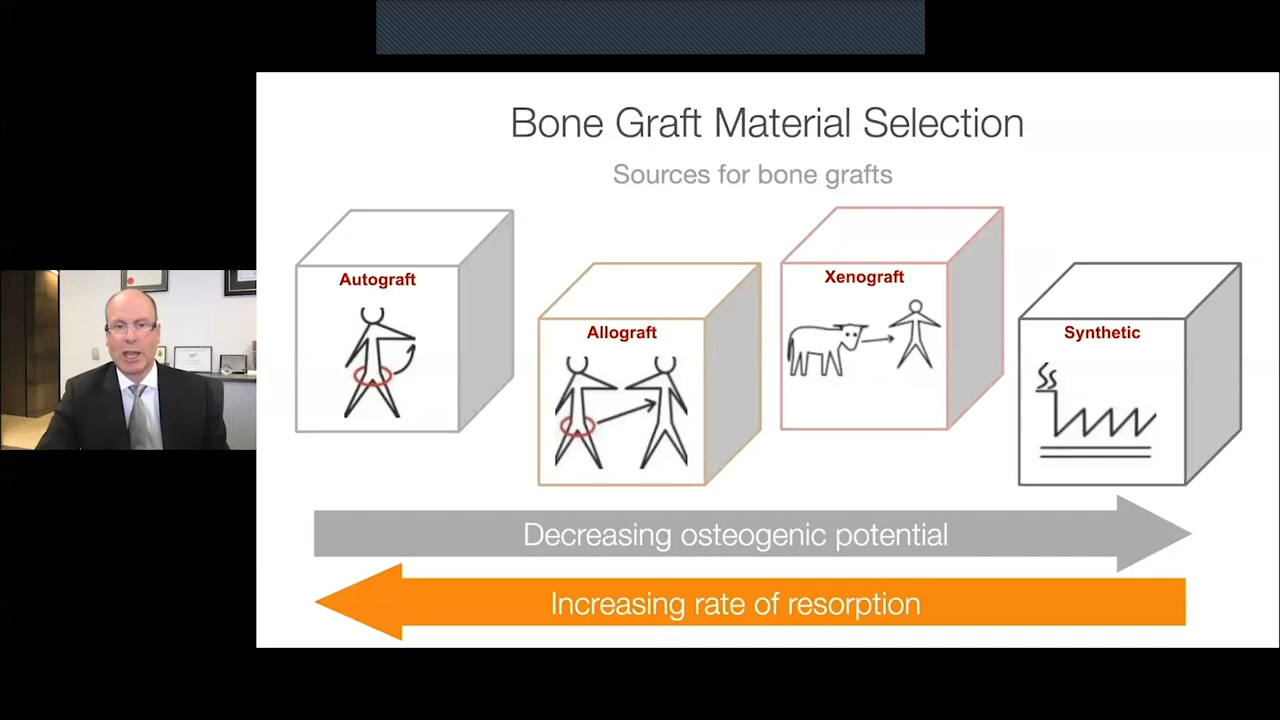 Bone Graft Material Selection
Sources for bone grafts
Autograft
Allograft
Xenograft
Synthetic
Decreasing osteogenic potential
Increasing rate of resorption